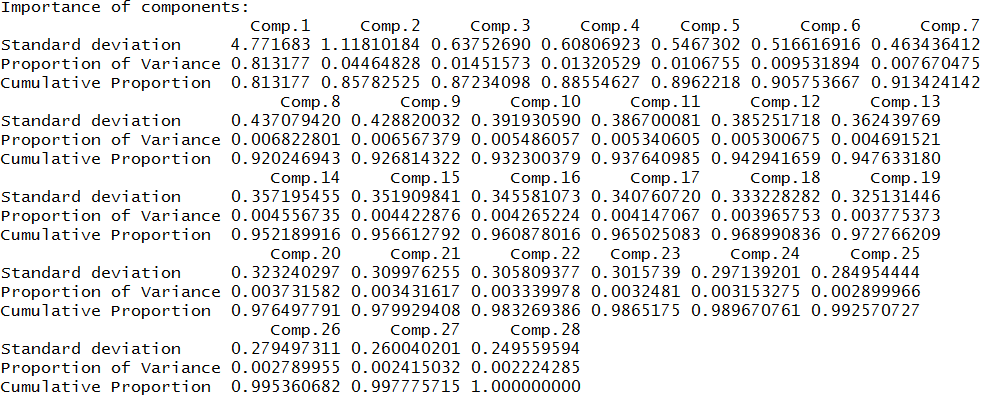 Importance of components:
Comp.1 Comp.2 Comp.3 Comp.4 Comp.5 Comp.6 Comp.7
Standard deviation 4.771683 1.11810184 0.63752690 0.60806923 0.5467302 0.516616916 0.463436412
Proportion of Variance 0.813177 0.04464828 0.01451573 0.01320529 0.0106755 0.009531894 0.007670475
Cumulative Proportion 0.813177 0.85782525 0.87234098 0.88554627 0.8962218 0.905753667 0.913424142
Comp.8 Comp.9 Comp.10 Comp.11 Comp.12 Comp.13
Standard deviation 0.437079420 0.428820032 0.391930590 0.386700081 0.385251718 0.362439769
Proportion of Variance 0.006822801 0.006567379 0.005486057 0.005340605 0.005300675 0.004691521
Cumulative Proportion 0.920246943 0.926814322 0.932300379 0.937640985 0.942941659 0.947633180
Comp.14 Comp.15 Comp.16 Comp.17 Comp.18 Comp.19
Standard deviation 0.357195455 0.351909841 0.345581073 0.340760720 0.333228282 0.325131446
Proportion of Variance 0.004556735 0.004422876 0.004265224 0.004147067 0.003965753 0.003775373
Cumulative Proportion 0.952189916 0.956612792 0.960878016 0.965025083 0.968990836 0.972766209
Comp.20 Comp.21 Comp.22 Comp.23 Comp.24 Comp.25
Standard deviation 0.323240297 0.309976255 0.305809377 0.3015739 0.297139201 0.284954444
Proportion of Variance 0.003731582 0.003431617 0.003339978 0.0032481 0.003153275 0.002899966
Cumulative Proportion 0.976497791 0.979929408 0.983269386 0.9865175 0.989670761 0.992570727
Comp.26 Comp.27 Comp.28
Standard deviation 0.279497311 0.260040201 0.249559594
Proportion of Variance 0.002789955 0.002415032 0.002224285
Cumulative Proportion 0.995360682 0.997775715 1.000000000